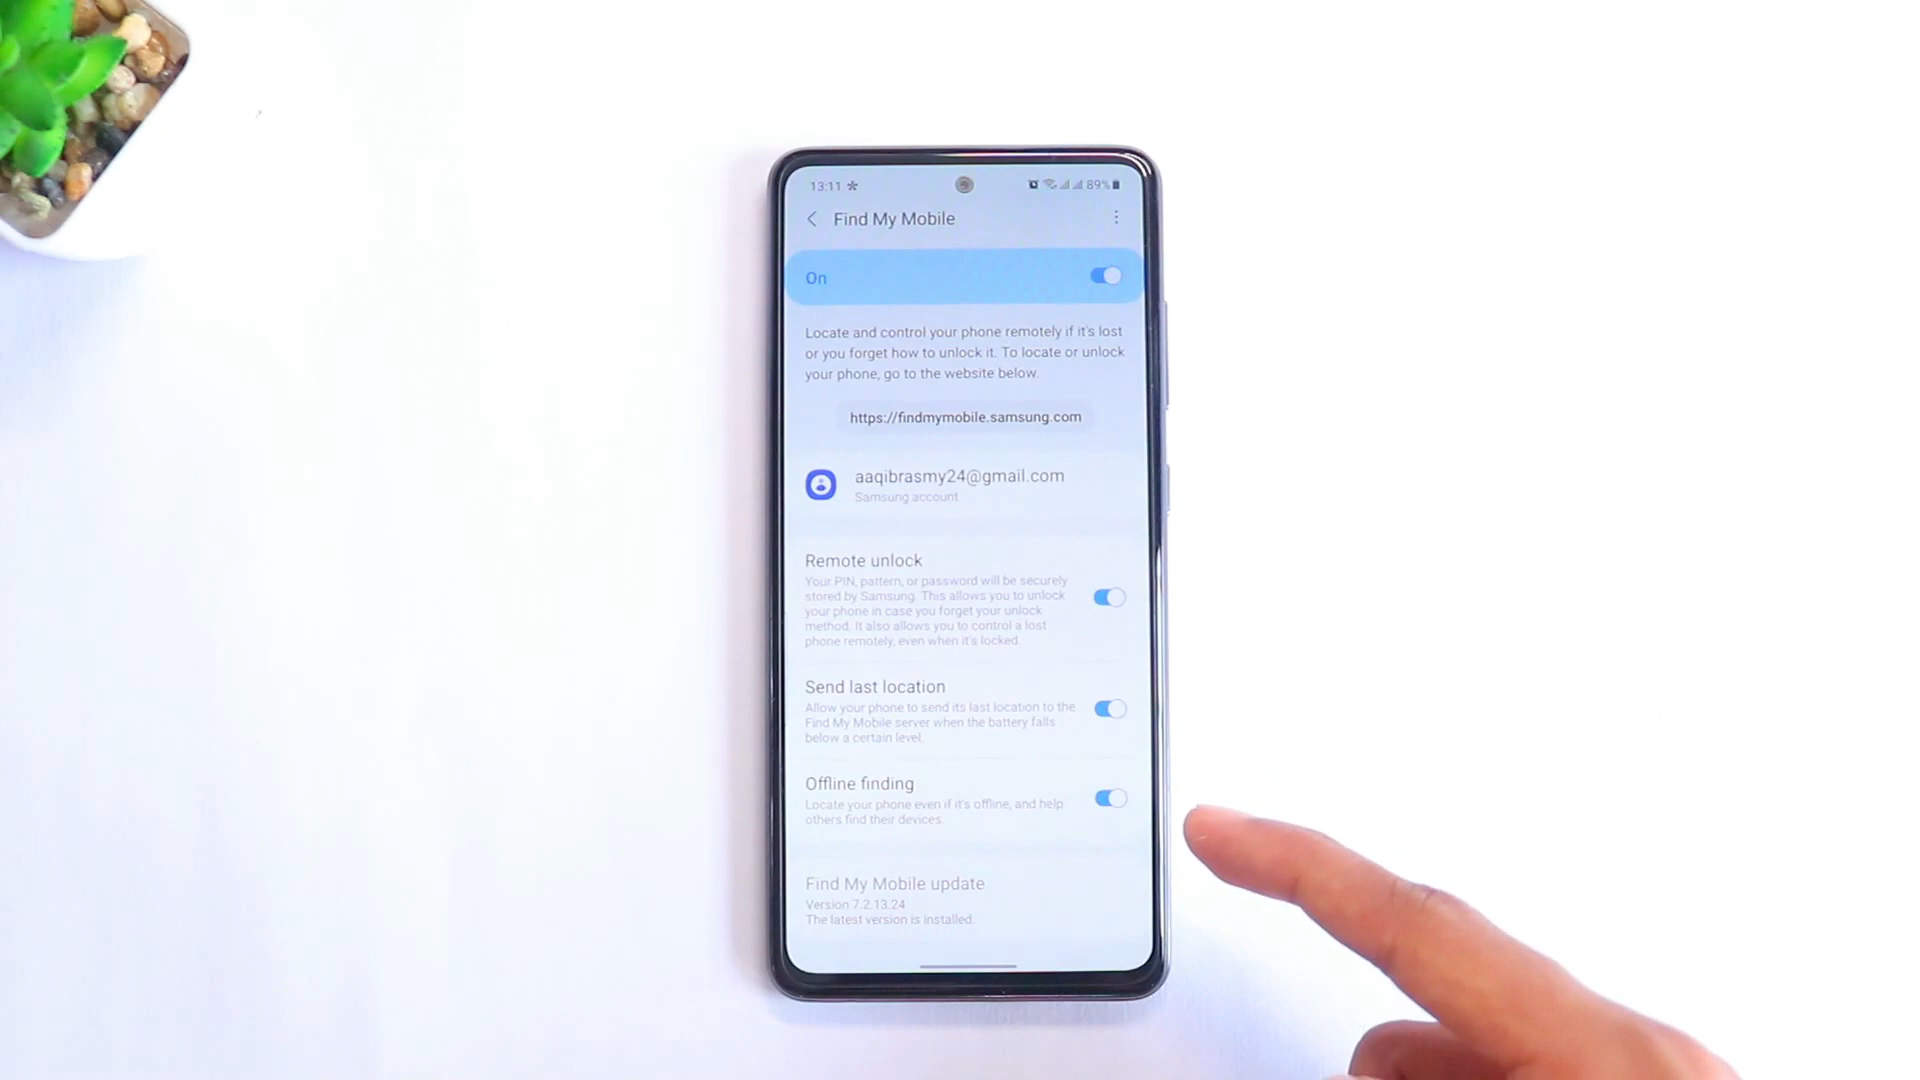 13:11
89%
Find My Mobile
On
Locate and control your phone remotely if it's lost
or you forget how to unlock it. To locate or unlock
your phone, go to the website below.
https://findmymobile.samsung.com
aaqibrasmy24@gmail.com
Samsung account
Remote unlock
Your PIN, pattern, or password will be securely
stored by Samsung. This allows you to unlock
your phone in case you forget your unlock
method. It also allows you to control a lost
phone remotely, even when it's locked.
Send last location
Allow your phone to send its last location to the
Find My Mobile server when the battery falls
below a certain level.
Offline finding
Locate your phone even if it's offline, and help
others find their devices.
Find My Mobile update
Version 7.2.13.24
The latest version is installed.